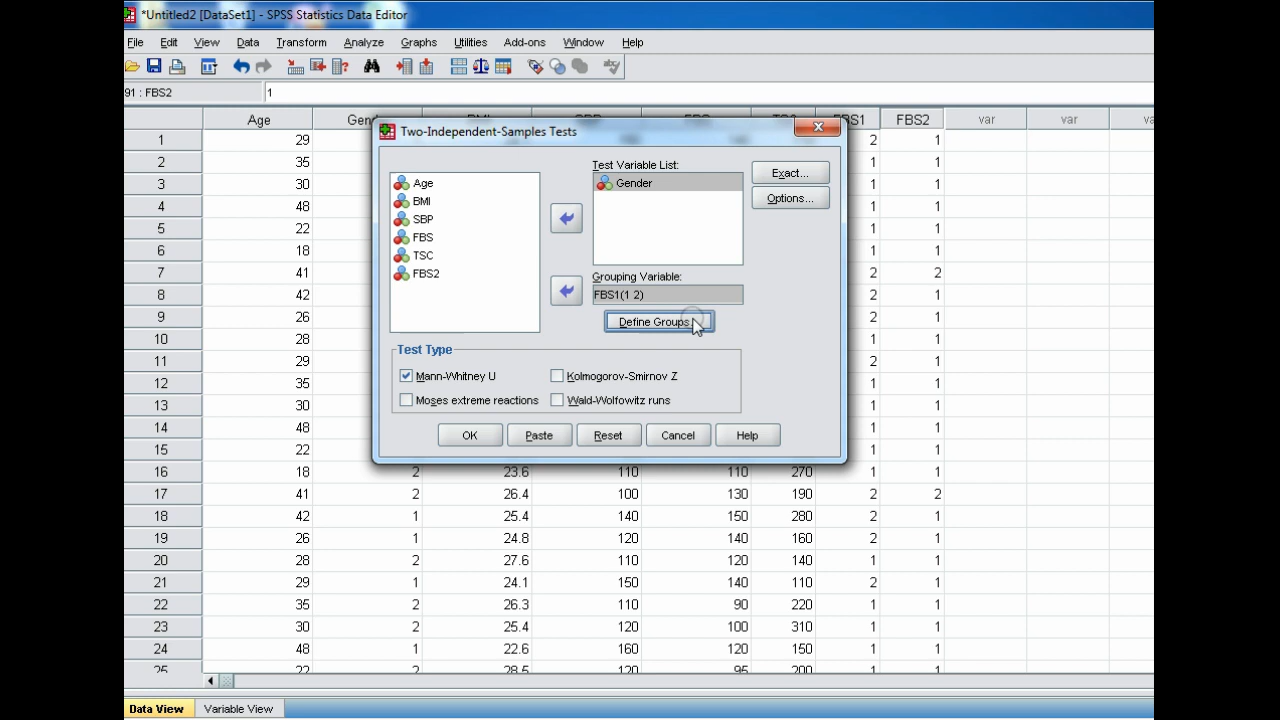 *Untitled2 [DataSet1] - SPSS Statistics Data Editor
File Edit View Data Transform Analyze Graphs Utilities Add-ons Window Help
91 : FBS2 1
Age FBS2 var var
1 29 2 1
2 35 1 1
3 30 1 1
4 48 1 1
5 22 1 1
6 18 1 1
7 41 2 2
8 42 2 1
9 26 2 1
10 28 1 1
11 29 2 1
12 35 1 1
13 30 1 1
14 48 1 1
15 22 1 1
16 18 2 23.6 110 110 270 1 1
17 41 2 26.4 100 130 190 2 2
18 42 1 25.4 140 150 280 2 1
19 26 1 24.8 120 140 160 2 1
20 28 2 27.6 110 120 140 1 1
21 29 1 24.1 150 140 110 2 1
22 35 2 26.3 110 90 220 1 1
23 30 2 25.4 120 100 310 1 1
24 48 1 22.6 160 120 150 1 1
25 22 2 28.5 120 95 200 1 1
Two-Independent-Samples Tests
Test Variable List:
Age
BMI
SBP
FBS
TSC
FBS2
Gender
Exact...
Options...
Grouping Variable:
FBS1(1 2)
Define Groups...
Test Type
Mann-Whitney U Kolmogorov-Smirnov Z
Moses extreme reactions Wald-Wolfowitz runs
OK Paste Reset Cancel Help
Data View Variable View